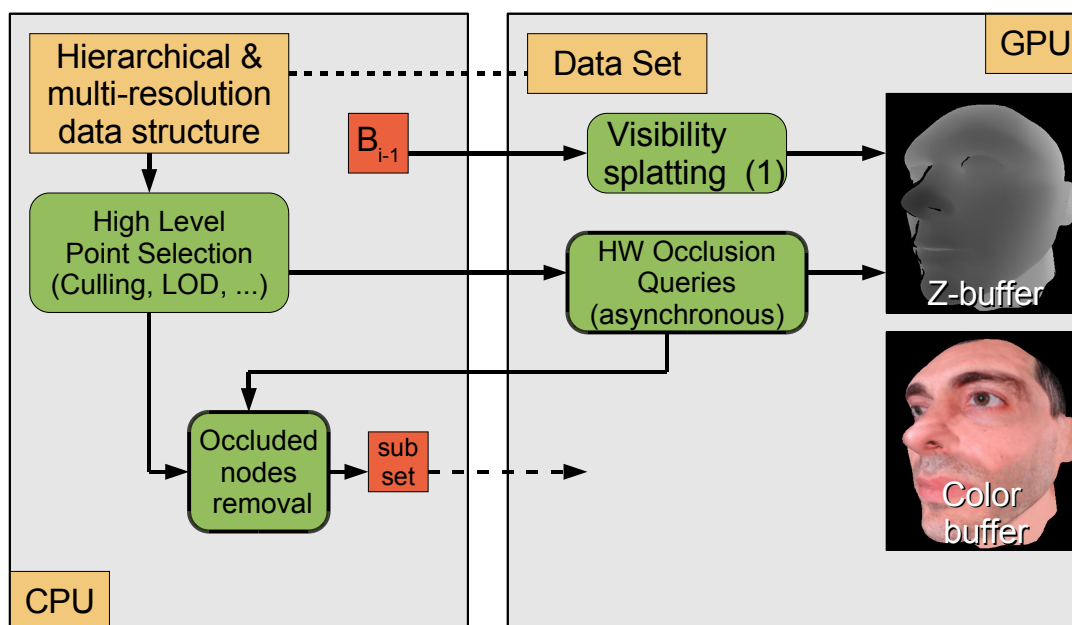 Hierarchical &
multi-resolution
data structure
Data Set
GPU
B i-1
Visibility
splatting (1)
High Level
Point Selection
(Culling, LOD, ...)
HW Occlusion
Queries
(asynchronous)
Z-buffer
Occluded
nodes
removal
sub
set
Color
buffer
CPU